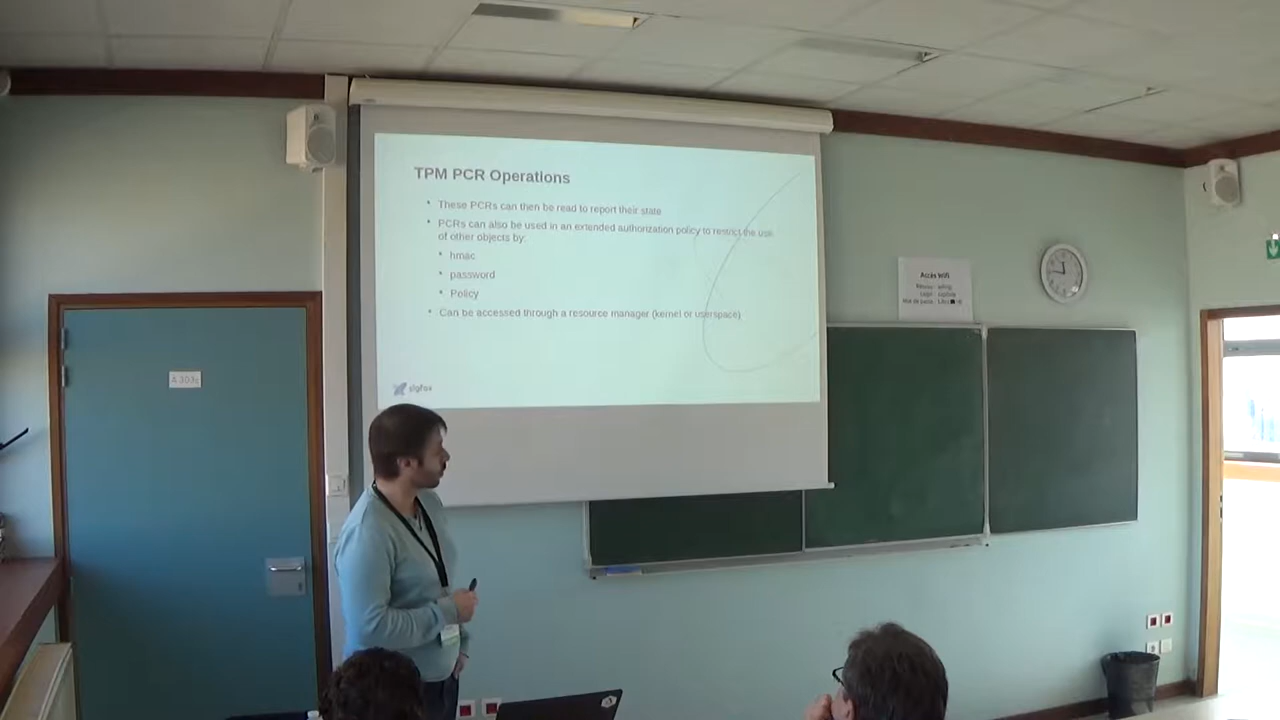 TPM PCR Operations
These PCRs can then be read to report their state
PCRs can also be used in an extended authorization policy to restrict the use
of other objects by:
hmac
password
Policy
Can be accessed through a resource manager (kernel or userspace)
sigfox
A 303c
Accès Wifi